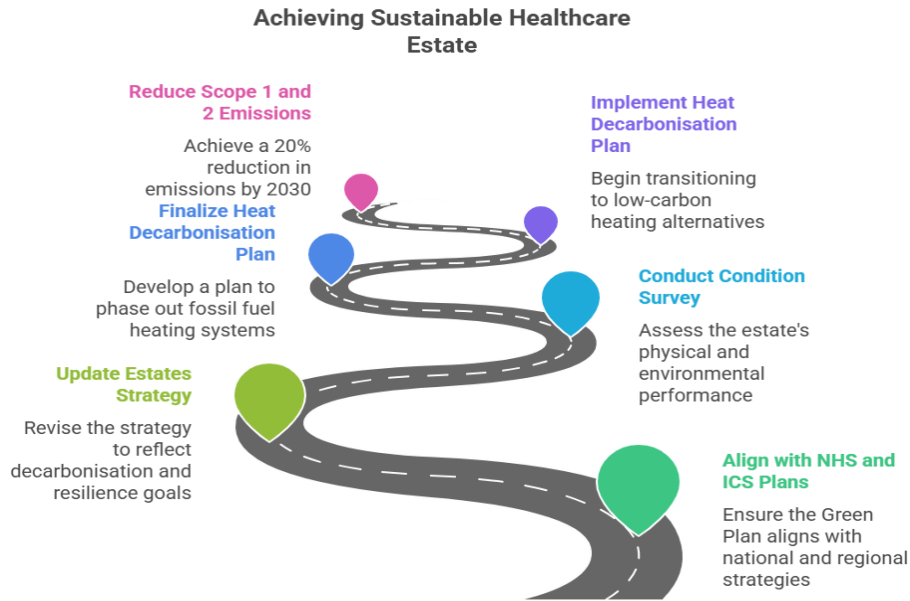 Achieving Sustainable Healthcare
Estate
Reduce Scope 1 and
2 Emissions
Achieve a 20%
reduction in
emissions by 2030
Implement Heat
Decarbonisation
Plan
Begin transitioning
to low-carbon
heating alternatives
Finalize Heat
Decarbonisation
Plan
Develop a plan to
phase out fossil fuel
heating systems
Conduct Condition
Survey
Assess the estate's
physical and
environmental
performance
Update Estates
Strategy
Revise the strategy
to reflect
decarbonisation and
resilience goals
Align with NHS and
ICS Plans
Ensure the Green
Plan aligns with
national and regional
strategies